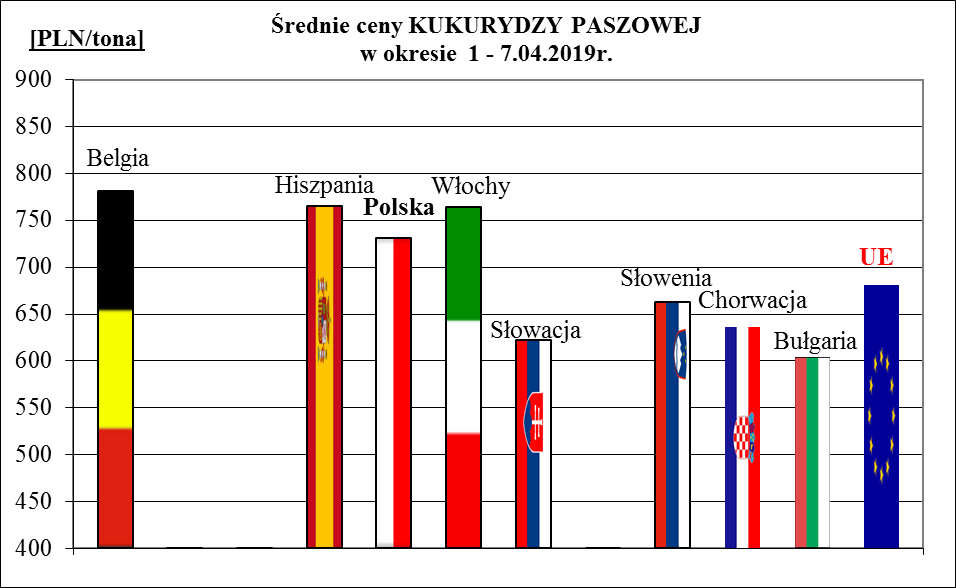 Średnie ceny KUKURYDZY PASZOWEJ
w okresie 1 - 7.04.2019r.
[PLN/tona]
900
850
800
750
700
650
600
550
500
450
400
Belgia
Hiszpania
Polska
Włochy
Słowacja
Słowenia
Chorwacja
Bułgaria
UE